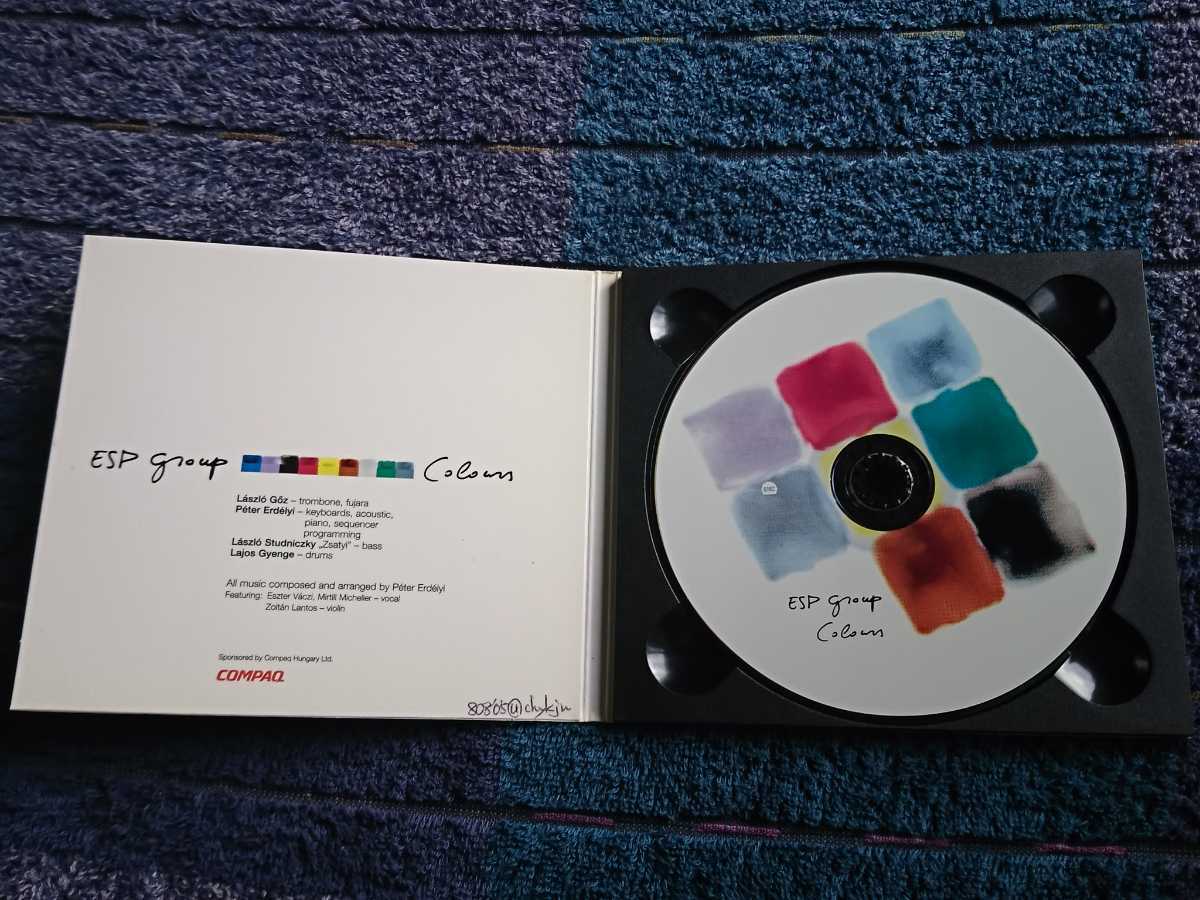 ESP group Colours
László Gőz – trombone, fujara
Péter Erdélyi – keyboards, acoustic,
piano, sequencer
programming
László Studniczky „Zsatyi" – bass
Lajos Gyenge – drums
All music composed and arranged by Péter Erdélyi
Featuring: Eszter Váczi, Mirtill Micheller – vocal
Zoltán Lantos – violin
Sponsored by Compaq Hungary Ltd.
COMPAQ
ESP group
Colours